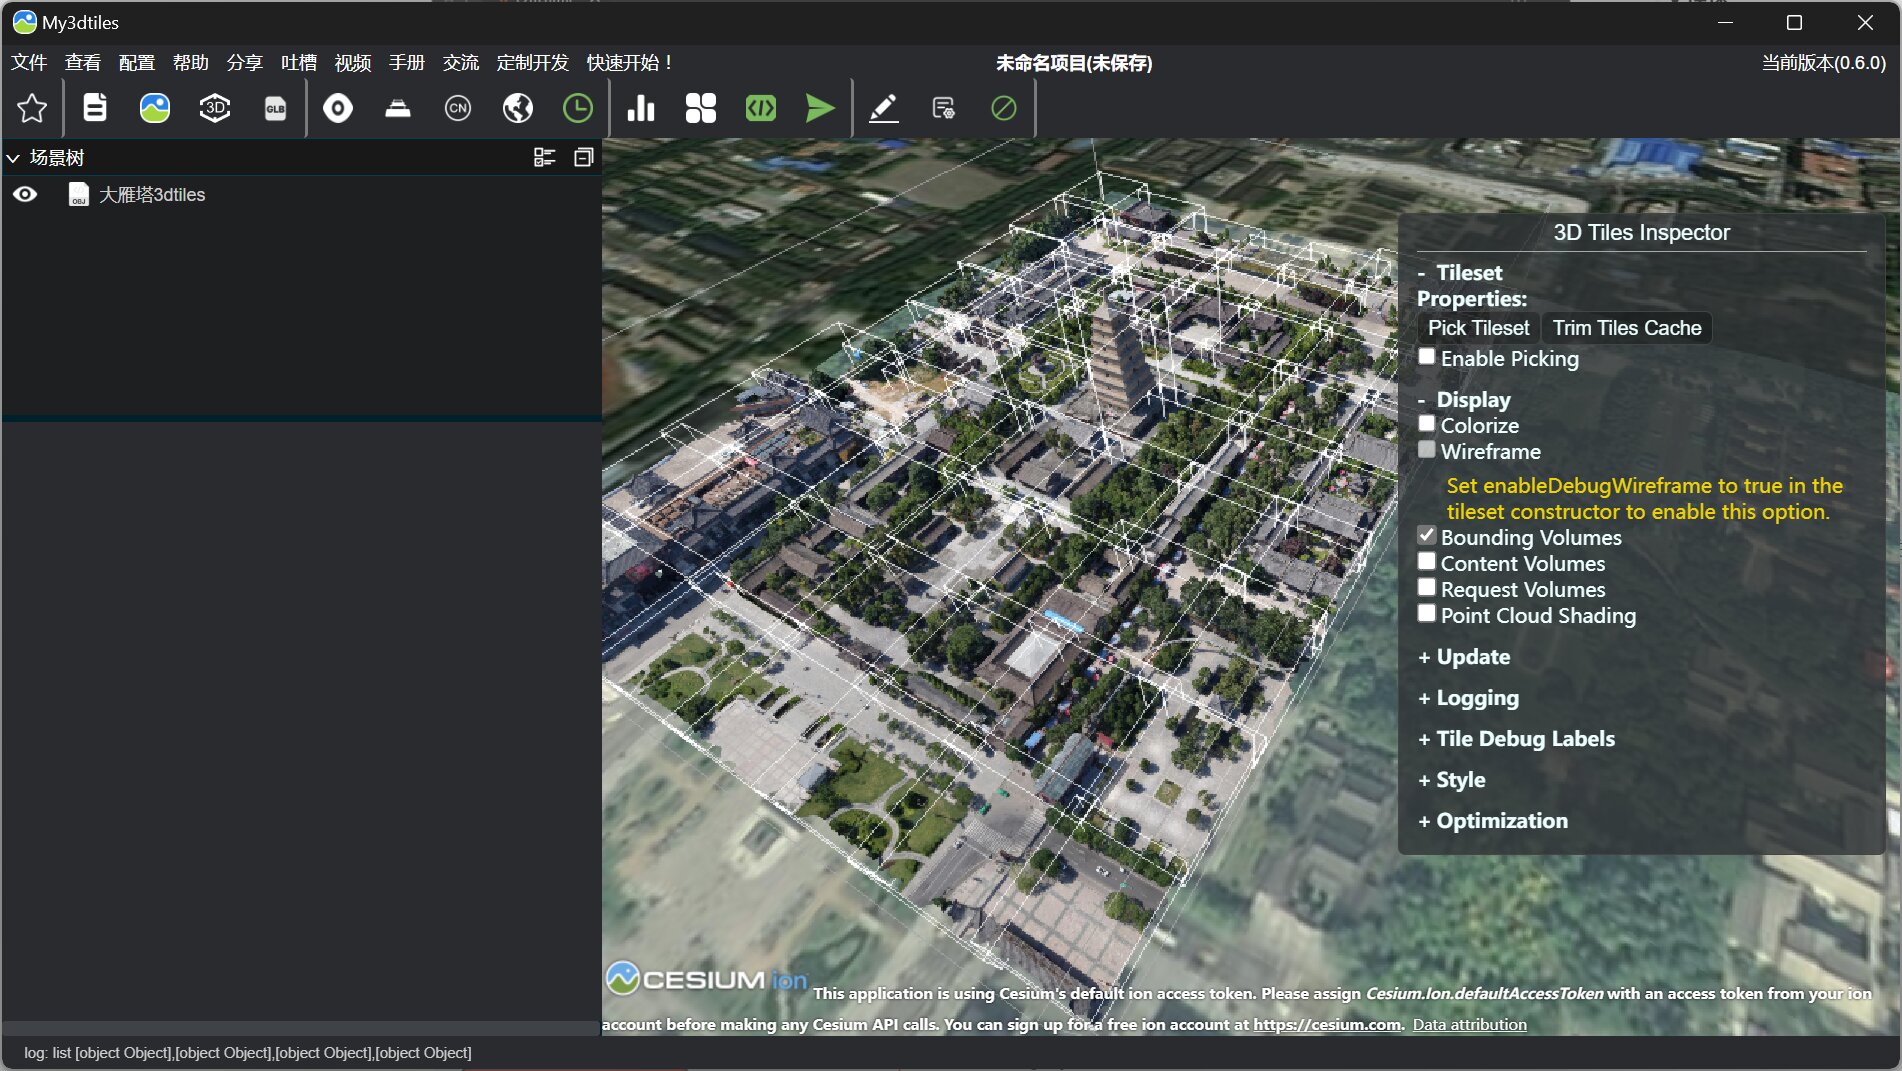 My3dtiles
文件 查看 配置 帮助 分享 吐槽 视频 手册 交流 定制开发 快速开始！ 未命名项目(未保存) 当前版本(0.6.0)
3D GLB CN
场景树
OBJ 大雁塔3dtiles
3D Tiles Inspector
- Tileset
Properties:
Pick Tileset Trim Tiles Cache
Enable Picking
- Display
Colorize
Wireframe
Set enableDebugWireframe to true in the
tileset constructor to enable this option.
Bounding Volumes
Content Volumes
Request Volumes
Point Cloud Shading
+ Update
+ Logging
+ Tile Debug Labels
+ Style
+ Optimization
CESIUM ion This application is using Cesium's default ion access token. Please assign Cesium.Ion.defaultAccessToken with an access token from your ion
account before making any Cesium API calls. You can sign up for a free ion account at https://cesium.com. Data attribution
log: list [object Object],[object Object],[object Object],[object Object]